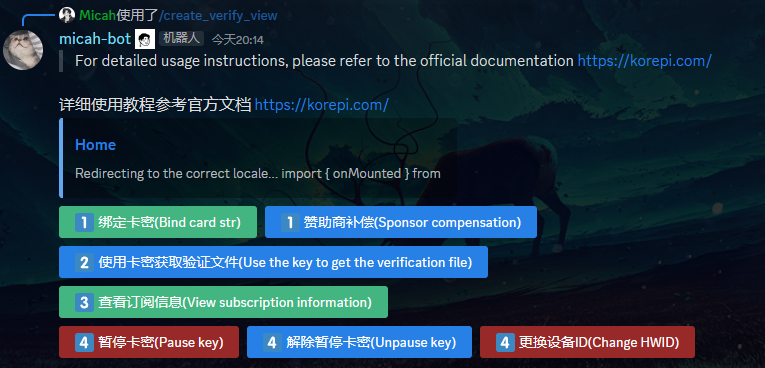 Micah使用了/create_verify_view
micah-bot 机器人 今天20:14
For detailed usage instructions, please refer to the official documentation https://korepi.com/
详细使用教程参考官方文档 https://korepi.com/
Home
Redirecting to the correct locale... import { onMounted } from
1 绑定卡密(Bind card str) 1 赞助商补偿(Sponsor compensation)
2 使用卡密获取验证文件(Use the key to get the verification file)
3 查看订阅信息(View subscription information)
4 暂停卡密(Pause key) 4 解除暂停卡密(Unpause key) 4 更换设备ID(Change HWID)